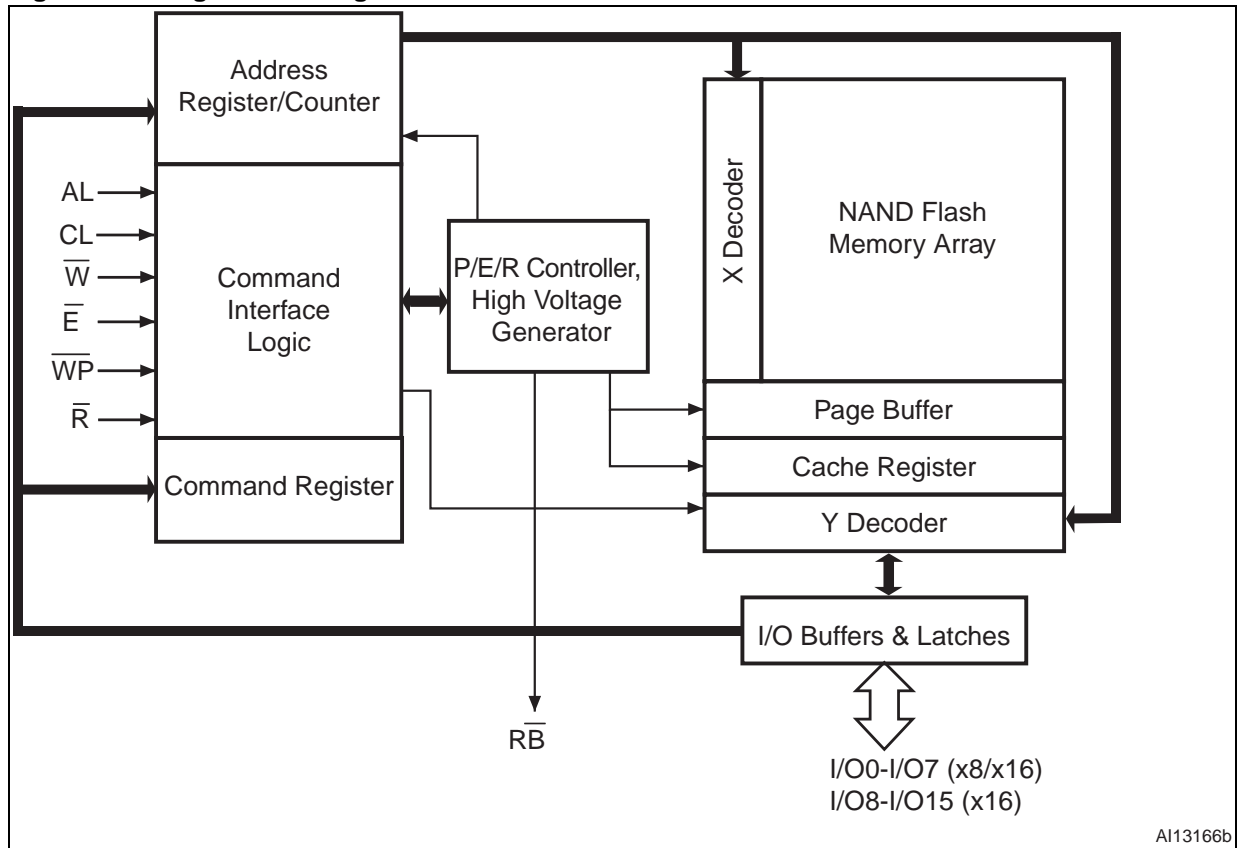 Address
Register/Counter
AL
CL
W̅
E̅
W̅P̅
R̅
Command
Interface
Logic
Command Register
P/E/R Controller,
High Voltage
Generator
X Decoder
NAND Flash
Memory Array
Page Buffer
Cache Register
Y Decoder
I/O Buffers & Latches
RB̅
I/O0-I/O7 (x8/x16)
I/O8-I/O15 (x16)
AI13166b